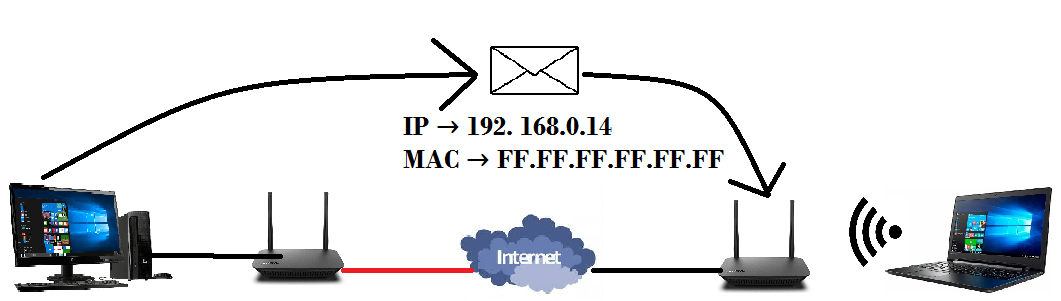 IP → 192. 168.0.14
MAC → FF.FF.FF.FF.FF.FF
Internet